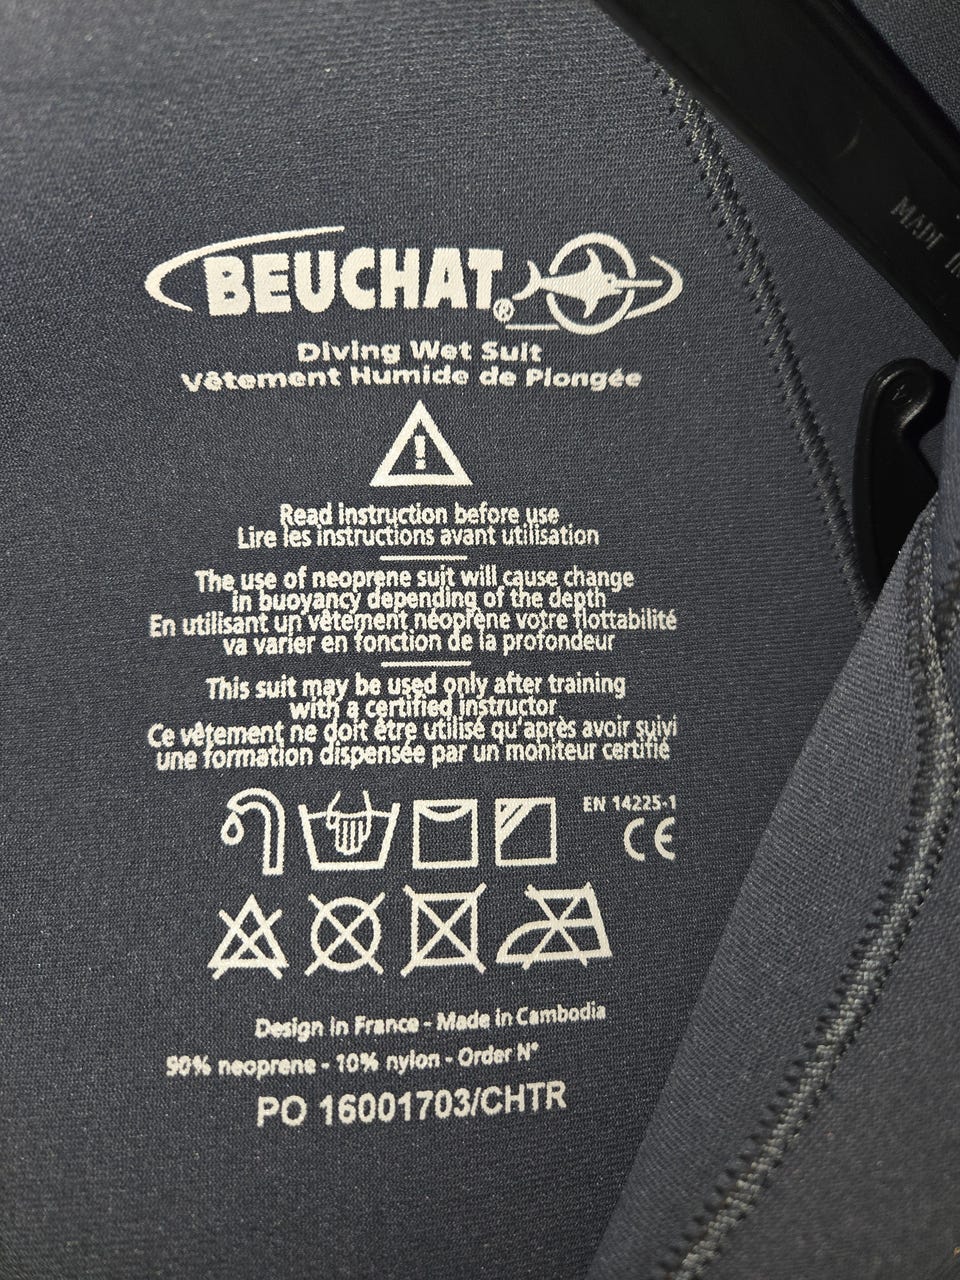 BEUCHAT®
Diving Wet Suit
Vêtement Humide de Plongée
!
Read instruction before use
Lire les instructions avant utilisation
The use of neoprene suit will cause change
in buoyancy depending of the depth
En utilisant un vêtement neoprène votre flottabilité
va varier en fonction de la profondeur
This suit may be used only after training
with a certified instructor
Ce vêtement ne doit être utilisé qu'après avoir suivi
une formation dispensée par un moniteur certifié
EN 14225-1
CE
Design in France - Made in Cambodia
90% neoprene - 10% nylon - Order N°
PO 16001703/CHTR
MADE